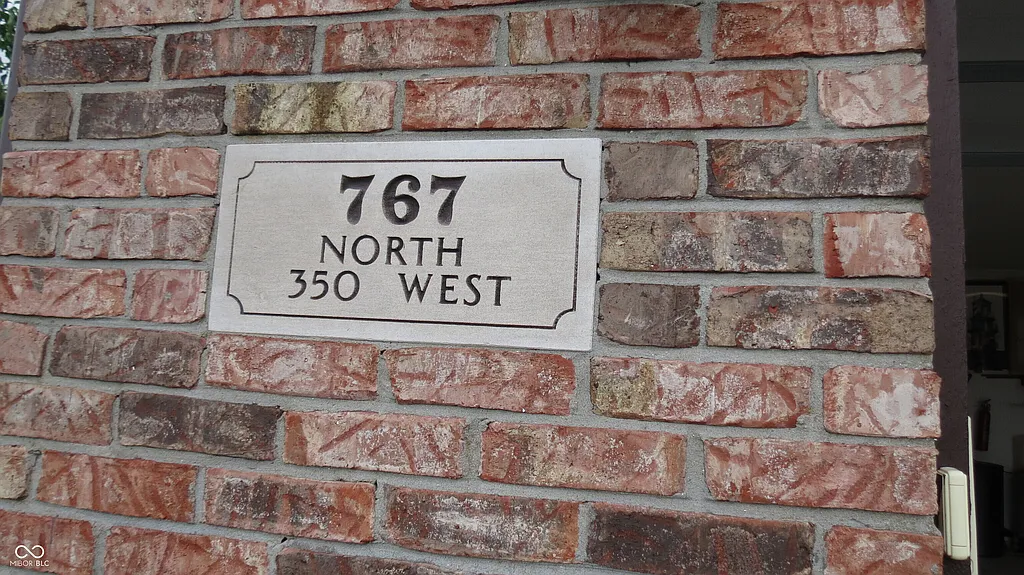 767
NORTH
350 WEST
MIBOR BLC